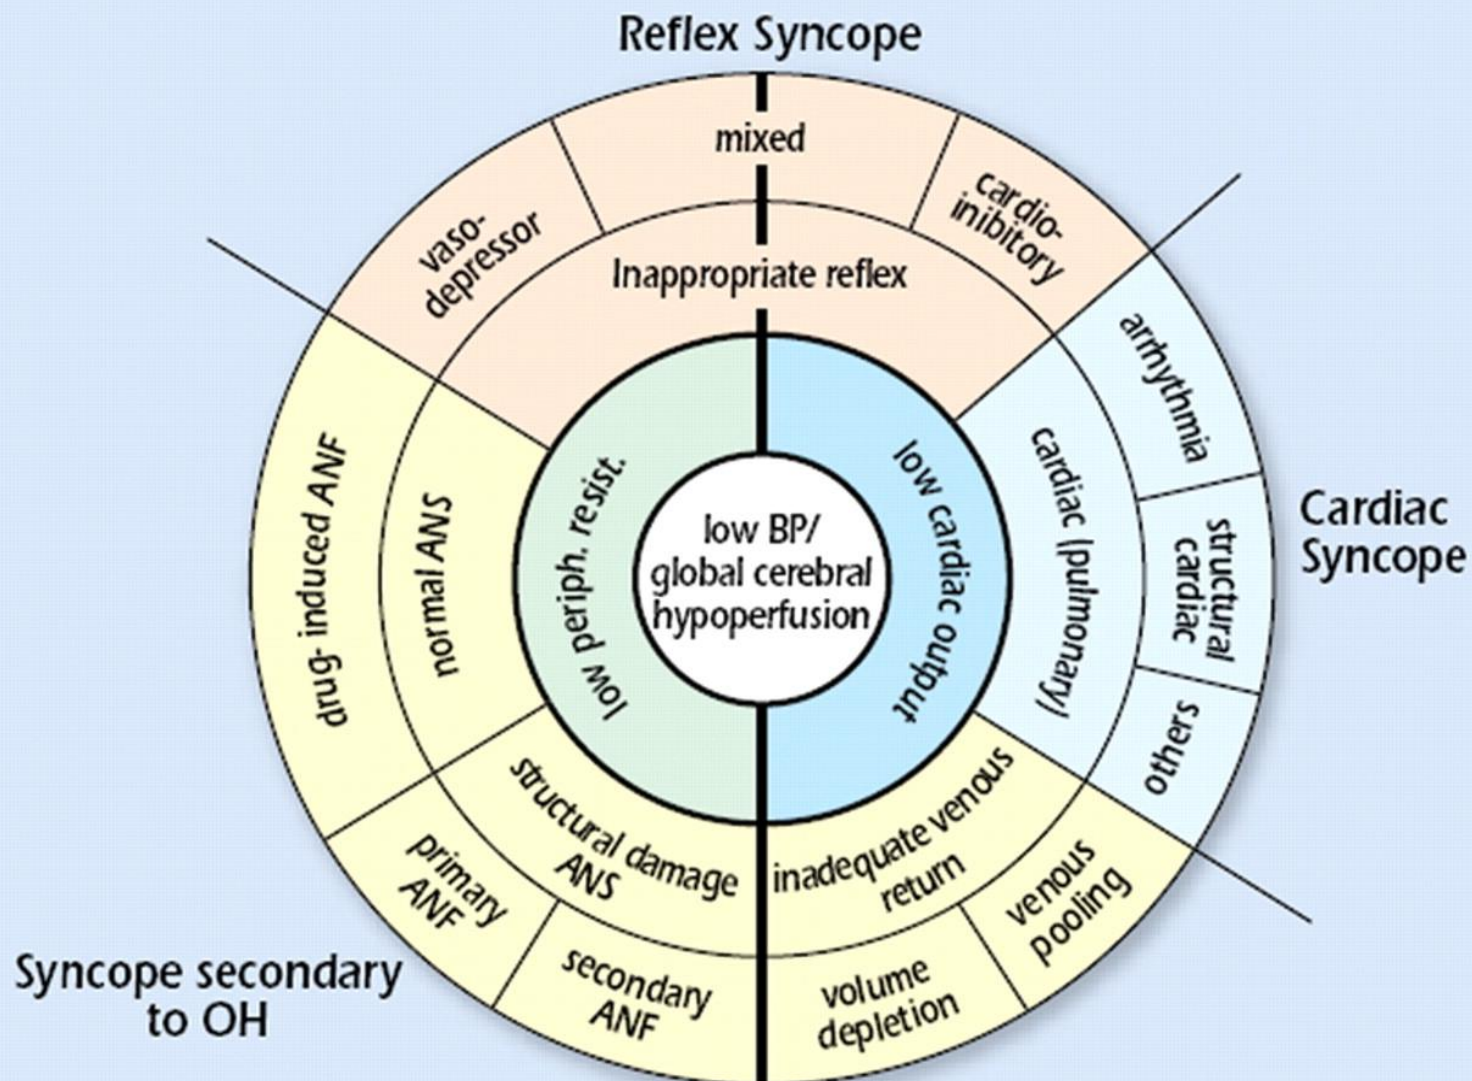 Reflex Syncope
mixed
vaso-
depressor
cardio-
inibitory
Inappropriate reflex
arrhythmia
drug- induced ANF
normal ANS
low periph. resist.
low BP/
global cerebral
hypoperfusion
low cardiac output
cardiac (pulmonary)
structural
cardiac
Cardiac
Syncope
others
structural damage
ANS
inadequate venous
return
primary
ANF
venous
pooling
secondary
ANF
volume
depletion
Syncope secondary
to OH